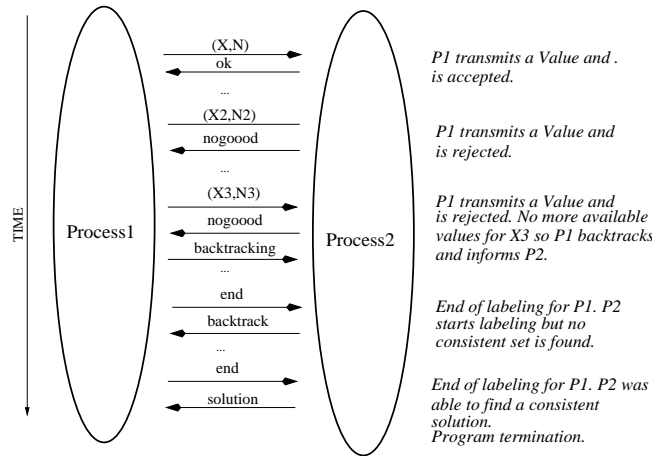 (X,N)
ok
...
(X2,N2)
nogoood
...
(X3,N3)
nogoood
backtracking
...
end
backtrack
...
end
solution
TIME
Process1
Process2
P1 transmits a Value and .
is accepted.
P1 transmits a Value and
is rejected.
P1 transmits a Value and
is rejected. No more available
values for X3 so P1 backtracks
and informs P2.
End of labeling for P1. P2
starts labeling but no
consistent set is found.
End of labeling for P1. P2 was
able to find a consistent
solution.
Program termination.